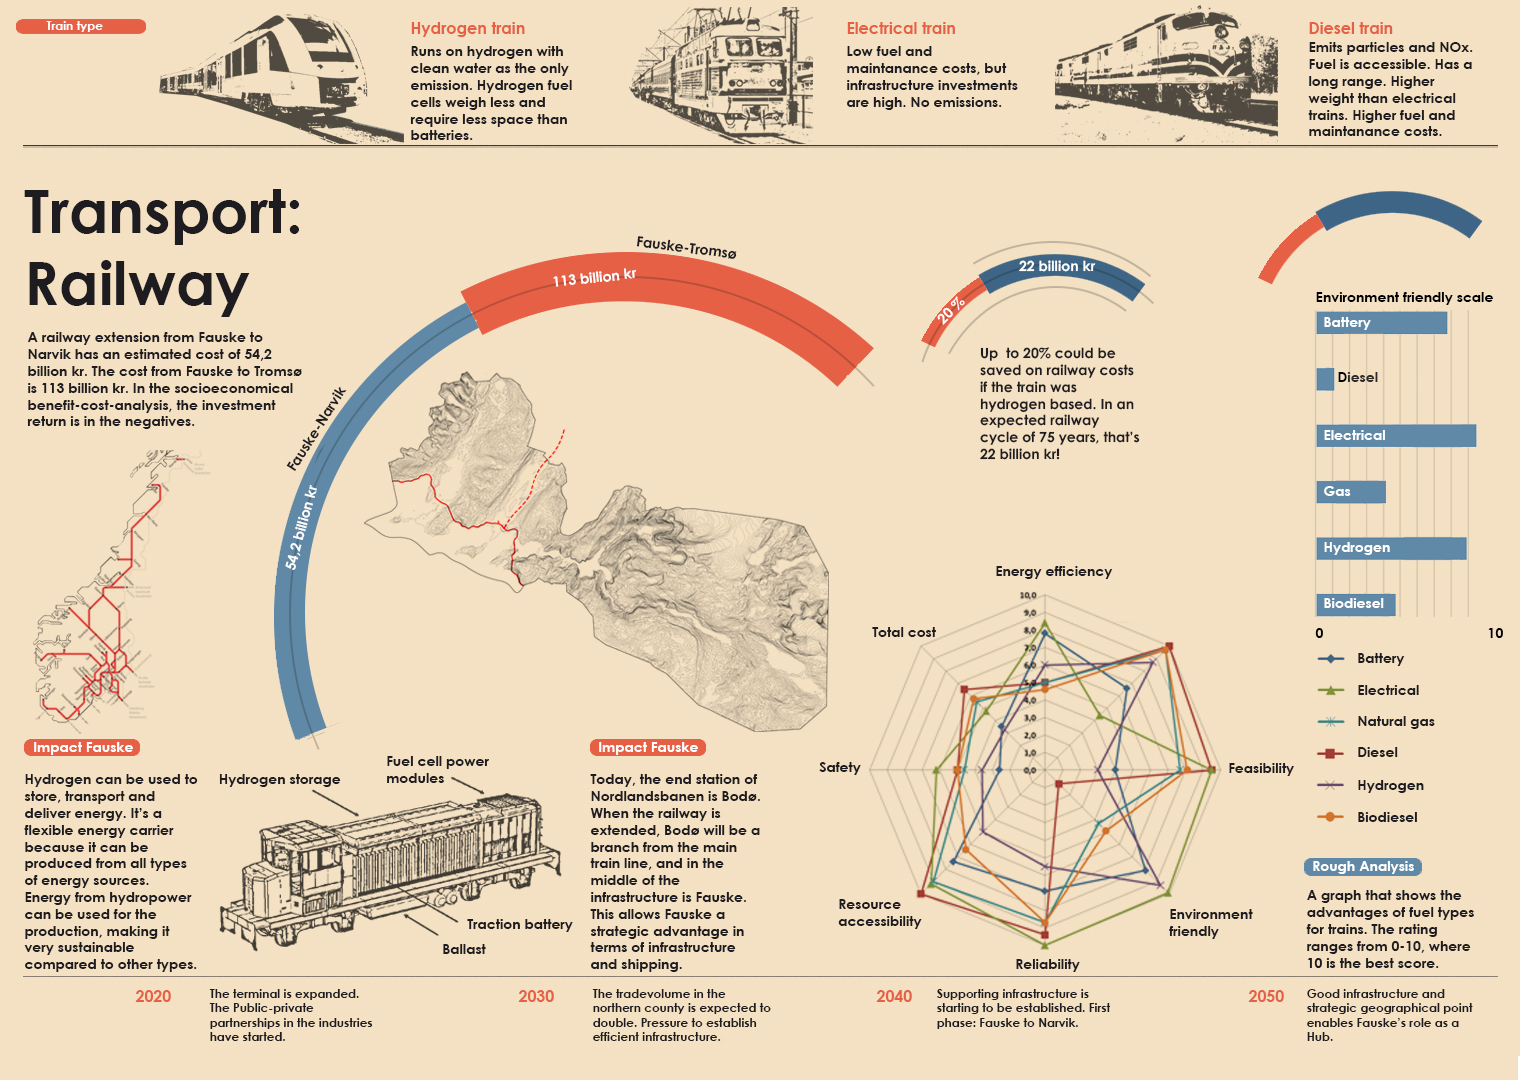 Train type
Hydrogen train
Runs on hydrogen with
clean water as the only
emission. Hydrogen fuel
cells weigh less and
require less space than
batteries.
Electrical train
Low fuel and
maintanance costs, but
infrastructure investments
are high. No emissions.
Diesel train
Emits particles and NOx.
Fuel is accessible. Has a
long range. Higher
weight than electrical
trains. Higher fuel and
maintanance costs.
Transport:
Railway
A railway extension from Fauske to
Narvik has an estimated cost of 54,2
billion kr. The cost from Fauske to Tromsø
is 113 billion kr. In the socioeconomical
benefit-cost-analysis, the investment
return is in the negatives.
Fauske-Narvik
54,2 billion kr
Fauske-Tromsø
113 billion kr
20 %
22 billion kr
Up to 20% could be
saved on railway costs
if the train was
hydrogen based. In an
expected railway
cycle of 75 years, that's
22 billion kr!
Environment friendly scale
Battery
Diesel
Electrical
Gas
Hydrogen
Biodiesel
0 10
Energy efficiency
Total cost
Safety
Feasibility
Resource
accessibility
Environment
friendly
Reliability
10,0
9,0
8,0
7,0
6,0
5,0
4,0
3,0
2,0
1,0
0,0
Battery
Electrical
Natural gas
Diesel
Hydrogen
Biodiesel
Rough Analysis
A graph that shows the
advantages of fuel types
for trains. The rating
ranges from 0-10, where
10 is the best score.
Impact Fauske
Hydrogen can be used to
store, transport and
deliver energy. It's a
flexible energy carrier
because it can be
produced from all types
of energy sources.
Energy from hydropower
can be used for the
production, making it
very sustainable
compared to other types.
Hydrogen storage
Fuel cell power
modules
Traction battery
Ballast
Impact Fauske
Today, the end station of
Nordlandsbanen is Bodø.
When the railway is
extended, Bodø will be a
branch from the main
train line, and in the
middle of the
infrastructure is Fauske.
This allows Fauske a
strategic advantage in
terms of infrastructure
and shipping.
2020
The terminal is expanded.
The Public-private
partnerships in the industries
have started.
2030
The tradevolume in the
northern county is expected to
double. Pressure to establish
efficient infrastructure.
2040
Supporting infrastructure is
starting to be established. First
phase: Fauske to Narvik.
2050
Good infrastructure and
strategic geographical point
enables Fauske's role as a
Hub.